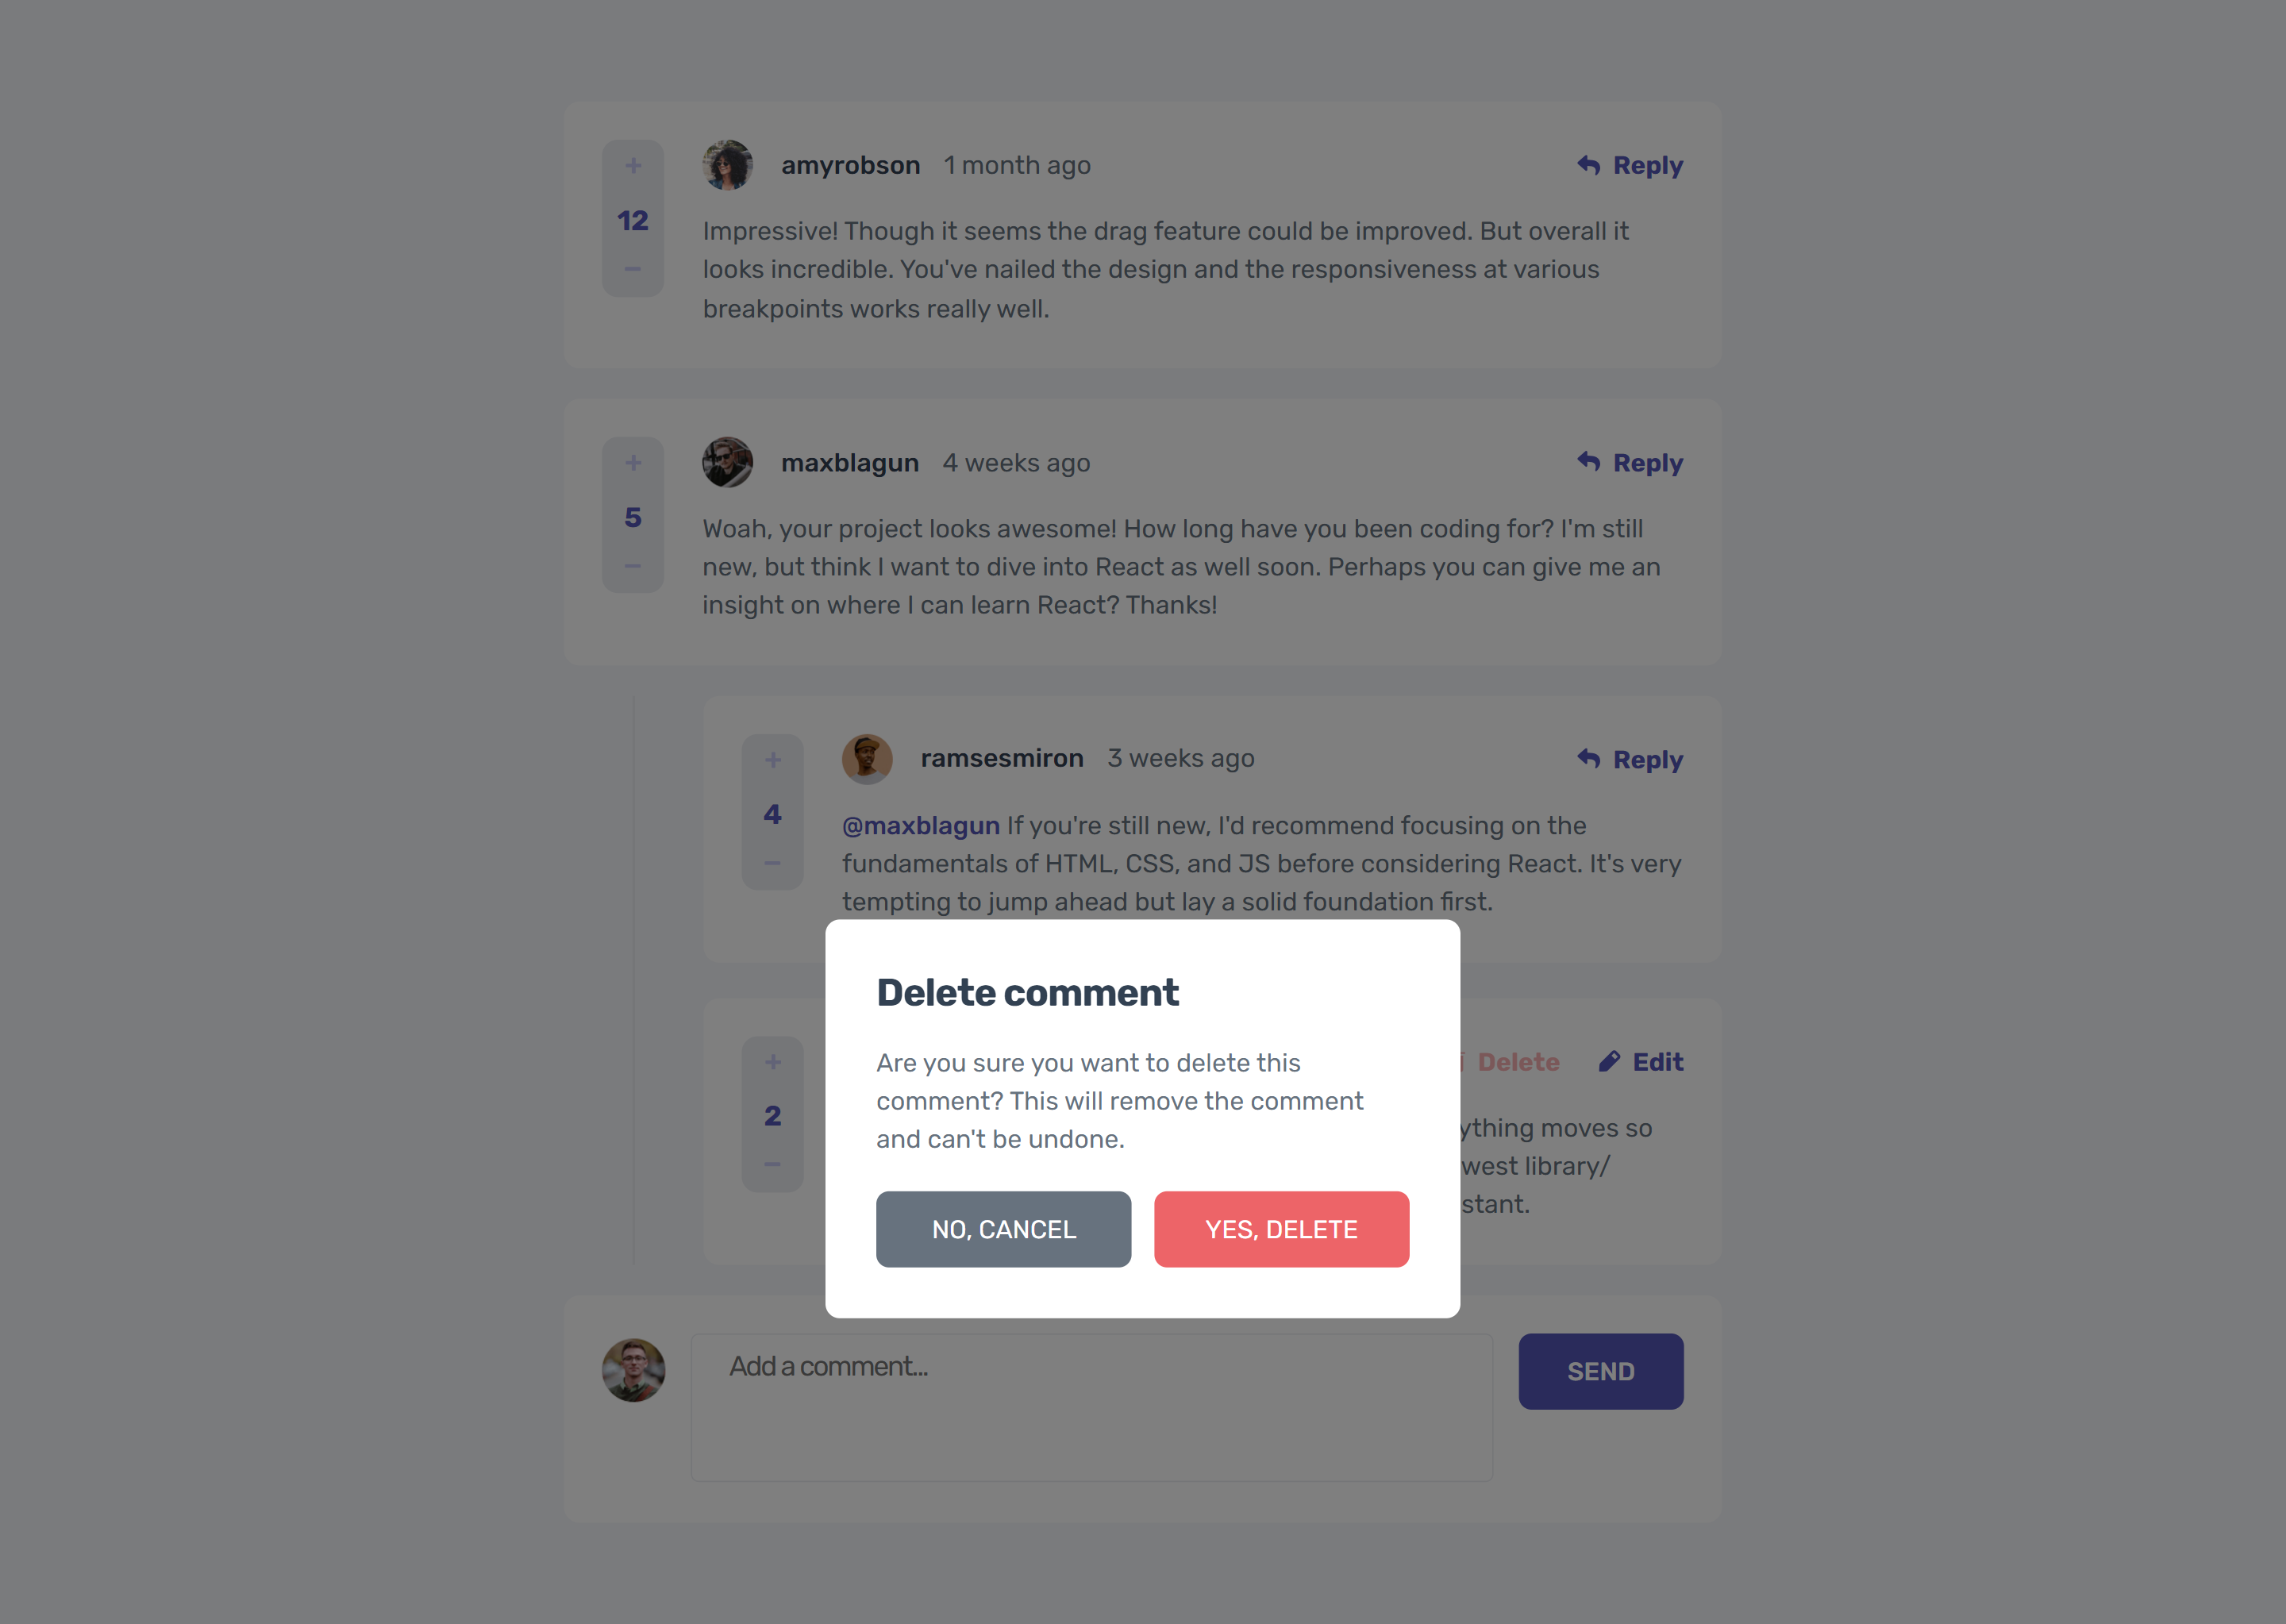 +
12
−
amyrobson 1 month ago
Reply
Impressive! Though it seems the drag feature could be improved. But overall it
looks incredible. You've nailed the design and the responsiveness at various
breakpoints works really well.
+
5
−
maxblagun 4 weeks ago
Reply
Woah, your project looks awesome! How long have you been coding for? I'm still
new, but think I want to dive into React as well soon. Perhaps you can give me an
insight on where I can learn React? Thanks!
+
4
−
ramsesmiron 3 weeks ago
Reply
@maxblagun If you're still new, I'd recommend focusing on the
fundamentals of HTML, CSS, and JS before considering React. It's very
tempting to jump ahead but lay a solid foundation first.
+
2
−
Delete Edit
ything moves so
west library/
stant.
Delete comment
Are you sure you want to delete this
comment? This will remove the comment
and can't be undone.
NO, CANCEL
YES, DELETE
Add a comment...
SEND